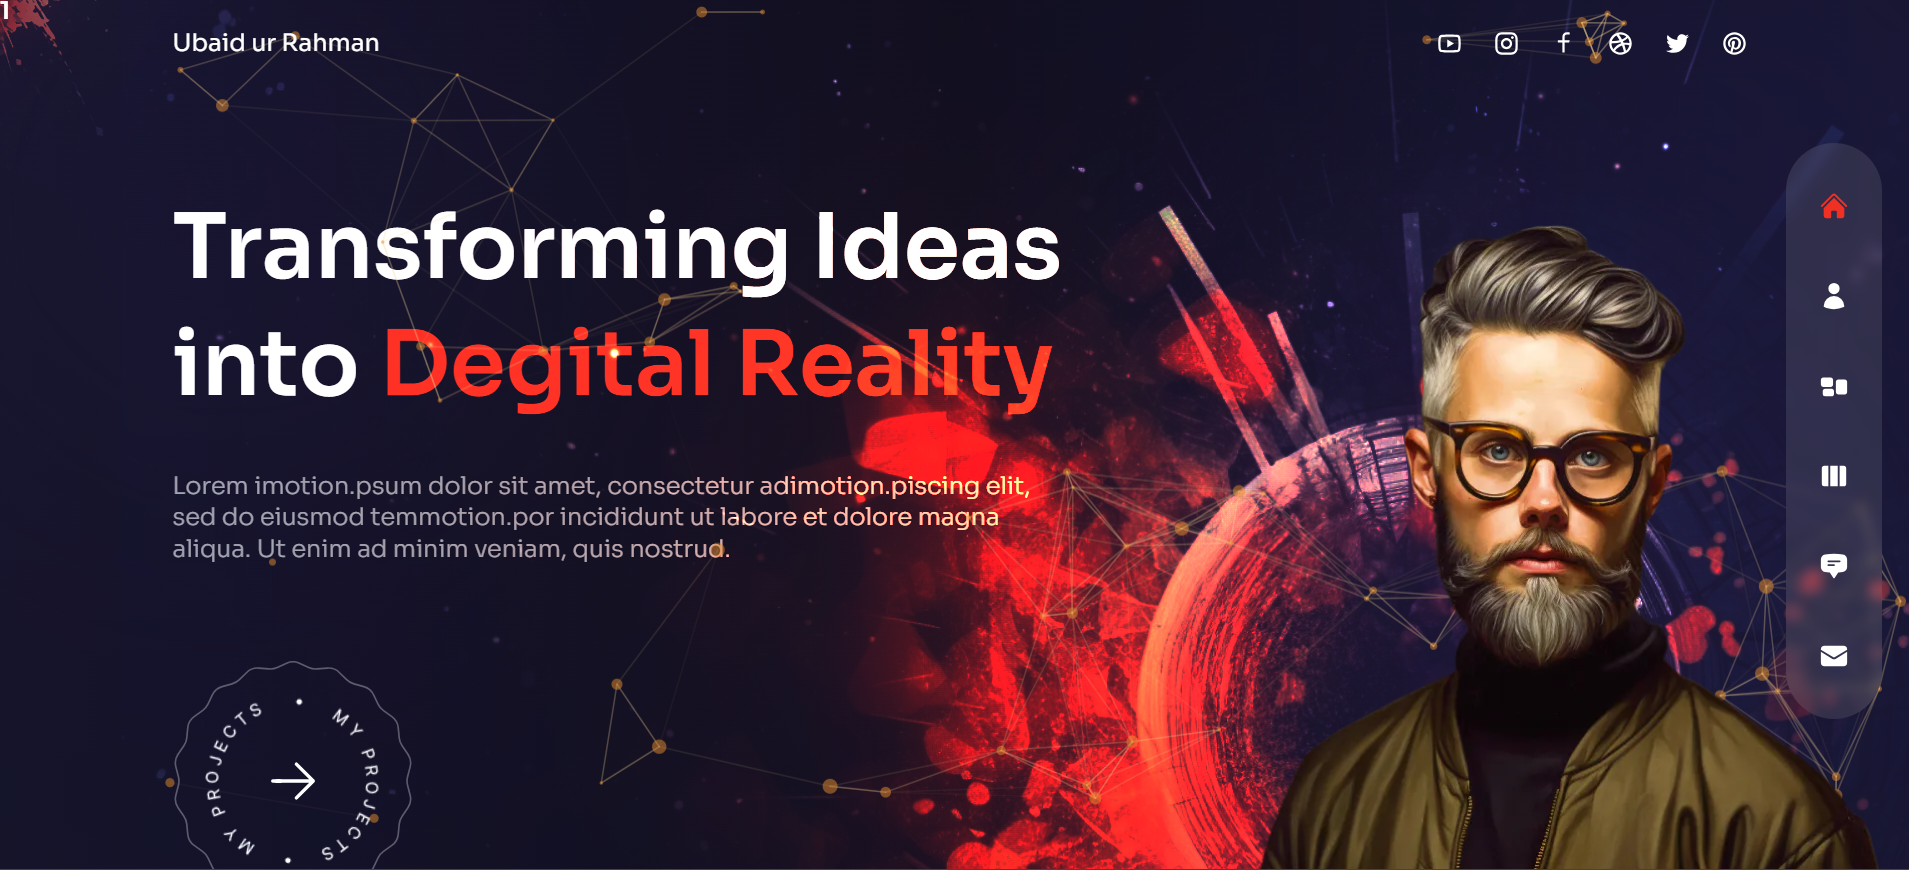 1
Ubaid ur Rahman
Transforming Ideas
into Degital Reality
Lorem imotion.psum dolor sit amet, consectetur adimotion.piscing elit,
sed do eiusmod temmotion.por incididunt ut labore et dolore magna
aliqua. Ut enim ad minim veniam, quis nostrud.
MY PROJECTS • MY PROJECTS •